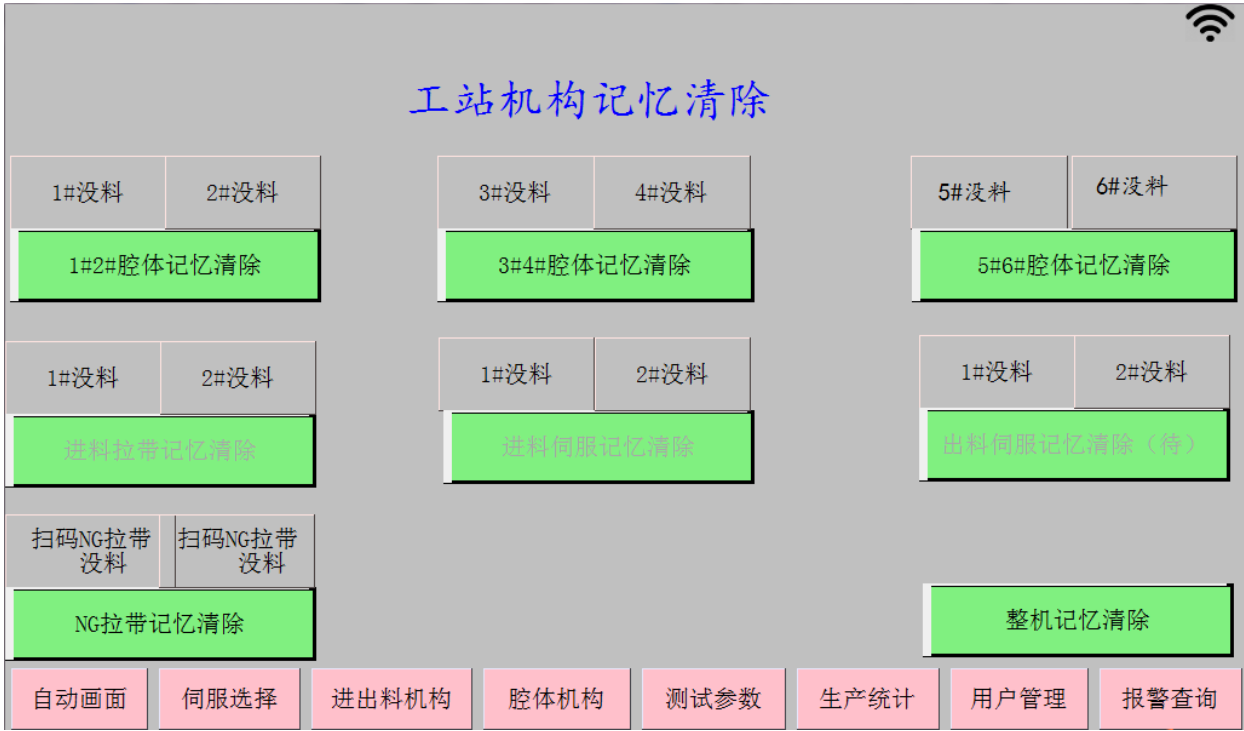 工站机构记忆清除
1#没料 2#没料 3#没料 4#没料 5#没料 6#没料
1#2#腔体记忆清除 3#4#腔体记忆清除 5#6#腔体记忆清除
1#没料 2#没料 1#没料 2#没料 1#没料 2#没料
进料拉带记忆清除 进料伺服记忆清除 出料伺服记忆清除（待）
扫码NG拉带 扫码NG拉带
没料 没料
NG拉带记忆清除 整机记忆清除
自动画面 伺服选择 进出料机构 腔体机构 测试参数 生产统计 用户管理 报警查询